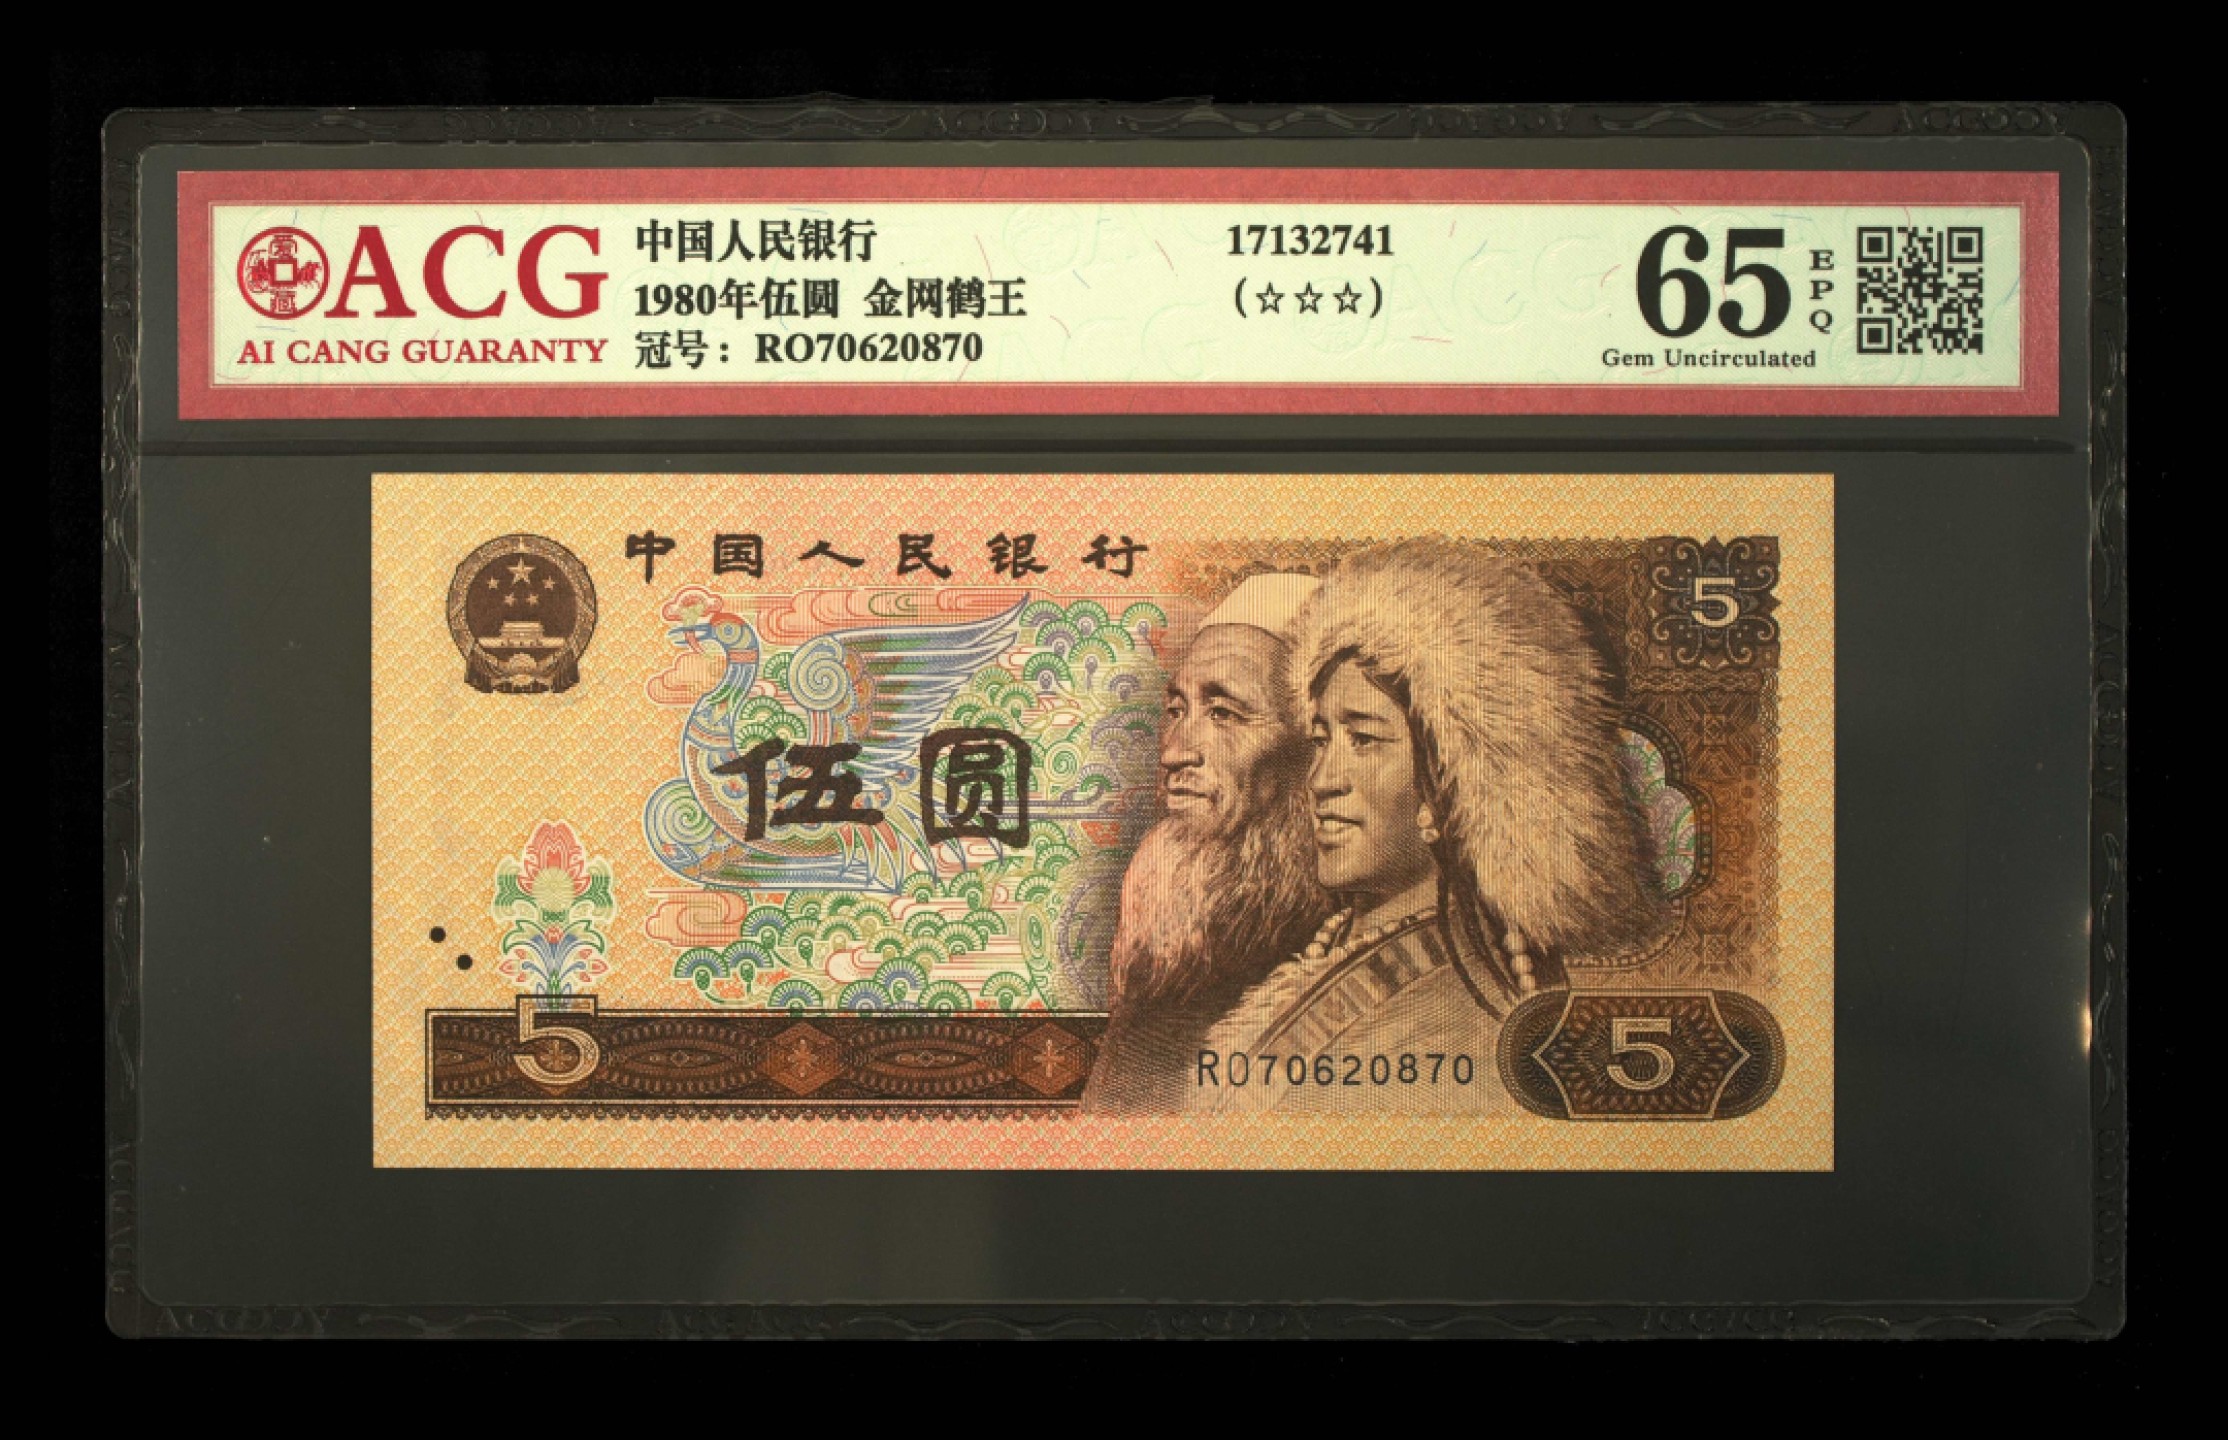 ACG
AI CANG GUARANTY
中国人民银行
1980年伍圆 金网鹤王
冠号：RO70620870
17132741
(☆☆☆)
65
EPQ
Gem Uncirculated
中国人民银行
5
伍圆
5
RO70620870
5